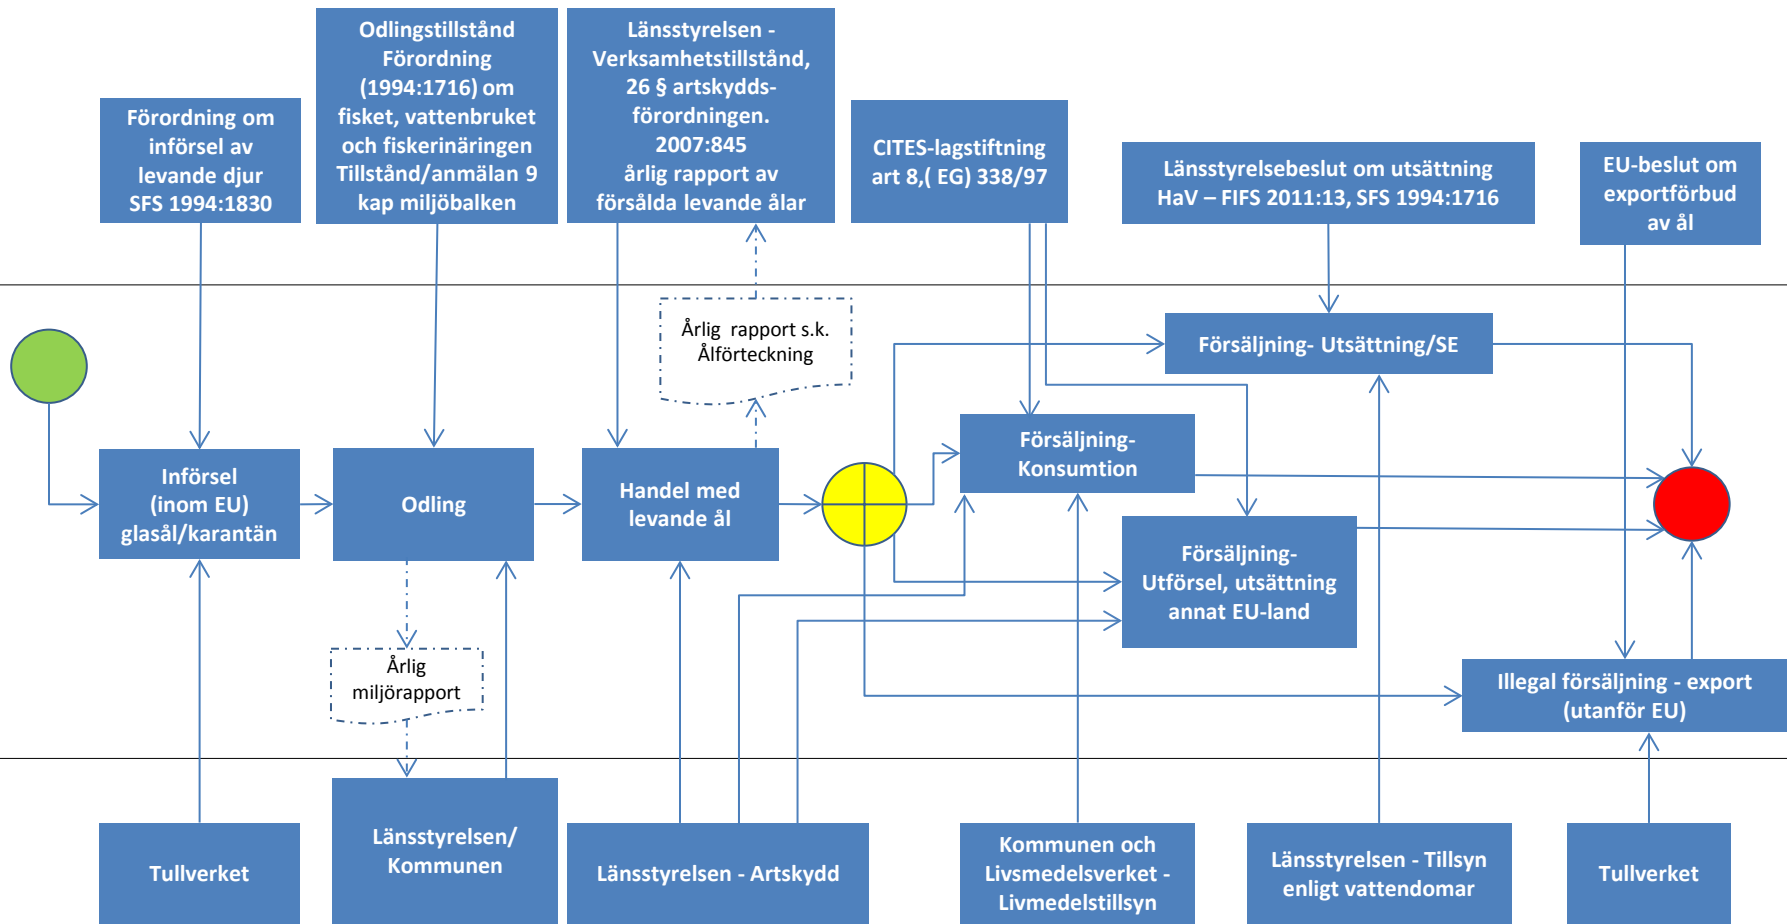 Odlingstillstånd
Förordning
(1994:1716) om
fisket, vattenbruket
och fiskerinäringen
Tillstånd/anmälan 9
kap miljöbalken
Länsstyrelsen -
Verksamhetstillstånd,
26 § artskydds-
förordningen.
2007:845
årlig rapport av
försålda levande ålar
Förordning om
införsel av
levande djur
SFS 1994:1830
CITES-lagstiftning
art 8,( EG) 338/97
Länsstyrelsebeslut om utsättning
HaV – FIFS 2011:13, SFS 1994:1716
EU-beslut om
exportförbud
av ål
Årlig rapport s.k.
Ålförteckning
Försäljning- Utsättning/SE
Införsel
(inom EU)
glasål/karantän
Odling
Handel med
levande ål
Försäljning-
Konsumtion
Försäljning-
Utförsel, utsättning
annat EU-land
Årlig
miljörapport
Illegal försäljning - export
(utanför EU)
Tullverket
Länsstyrelsen/
Kommunen
Länsstyrelsen - Artskydd
Kommunen och
Livsmedelsverket -
Livmedelstillsyn
Länsstyrelsen - Tillsyn
enligt vattendomar
Tullverket